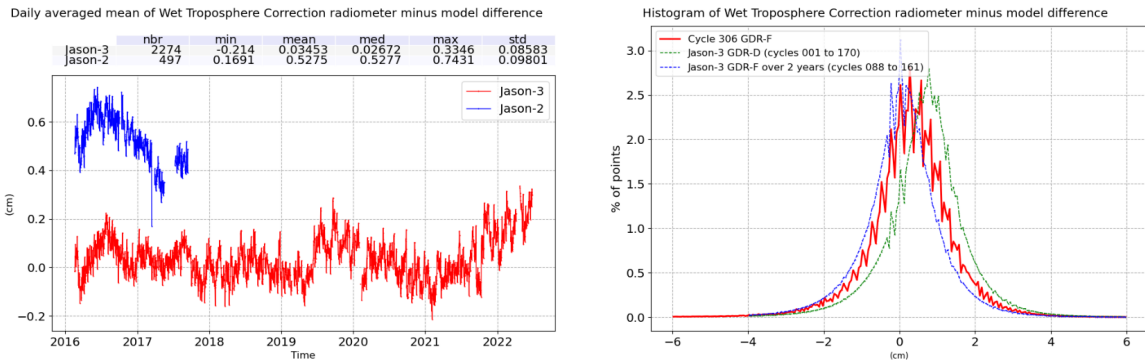 Daily averaged mean of Wet Troposphere Correction radiometer minus model difference
nbr min mean med max std
Jason-3 2274 -0.214 0.03453 0.02672 0.3346 0.08583
Jason-2 497 0.1691 0.5275 0.5277 0.7431 0.09801
Jason-3
Jason-2
0.6
0.4
0.2
0.0
−0.2
(cm)
2016 2017 2018 2019 2020 2021 2022
Time
Histogram of Wet Troposphere Correction radiometer minus model difference
Cycle 306 GDR-F
Jason-3 GDR-D (cycles 001 to 170)
Jason-3 GDR-F over 2 years (cycles 088 to 161)
3.0
2.5
2.0
1.5
1.0
0.5
0.0
% of points
−6 −4 −2 0 2 4 6
(cm)